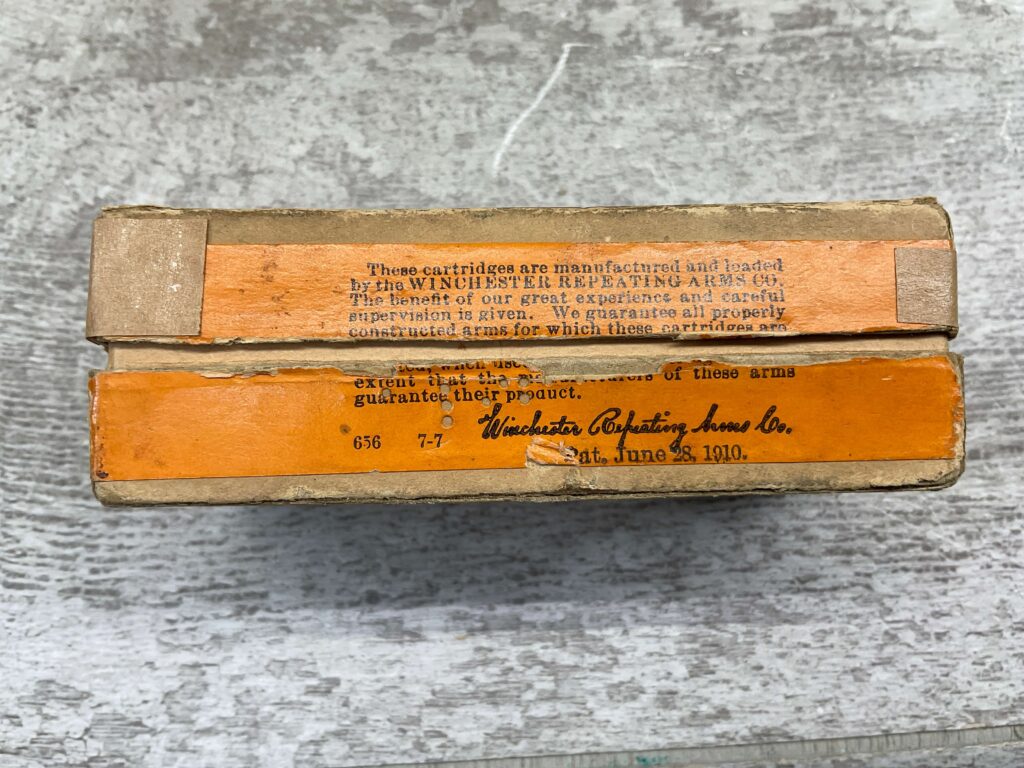 These cartridges are manufactured and loaded
by the WINCHESTER REPEATING ARMS CO.
The benefit of our great experience and careful
supervision is given. We guarantee all properly
constructed arms for which these cartridges are
when
extent that the of these arms
guarantee their product.
656 7-7 Winchester Repeating Arms Co.
Pat. June 28, 1910.